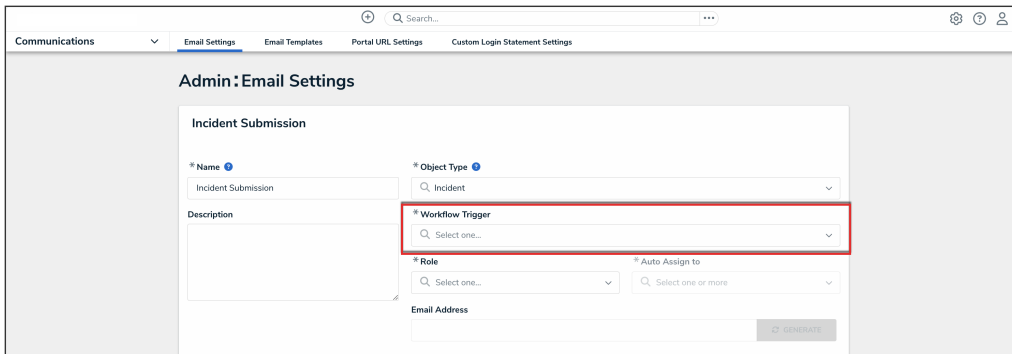 Search...
Communications
Email Settings
Email Templates
Portal URL Settings
Custom Login Statement Settings
Admin:Email Settings
Incident Submission
* Name ?
* Object Type ?
Incident Submission
Incident
Description
* Workflow Trigger
Select one...
* Role
* Auto Assign to
Select one...
Select one or more
Email Address
GENERATE